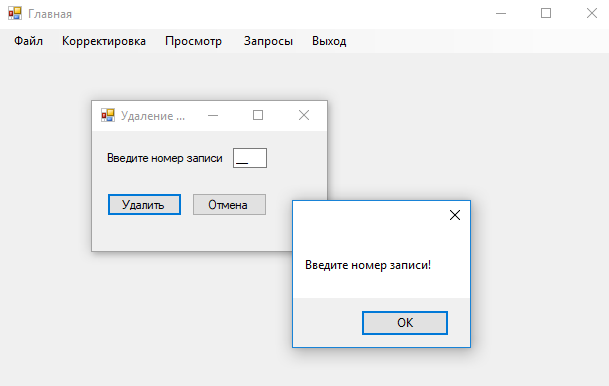 Главная
Файл Корректировка Просмотр Запросы Выход
Удаление ...
Введите номер записи __
Удалить Отмена
Введите номер записи!
OK